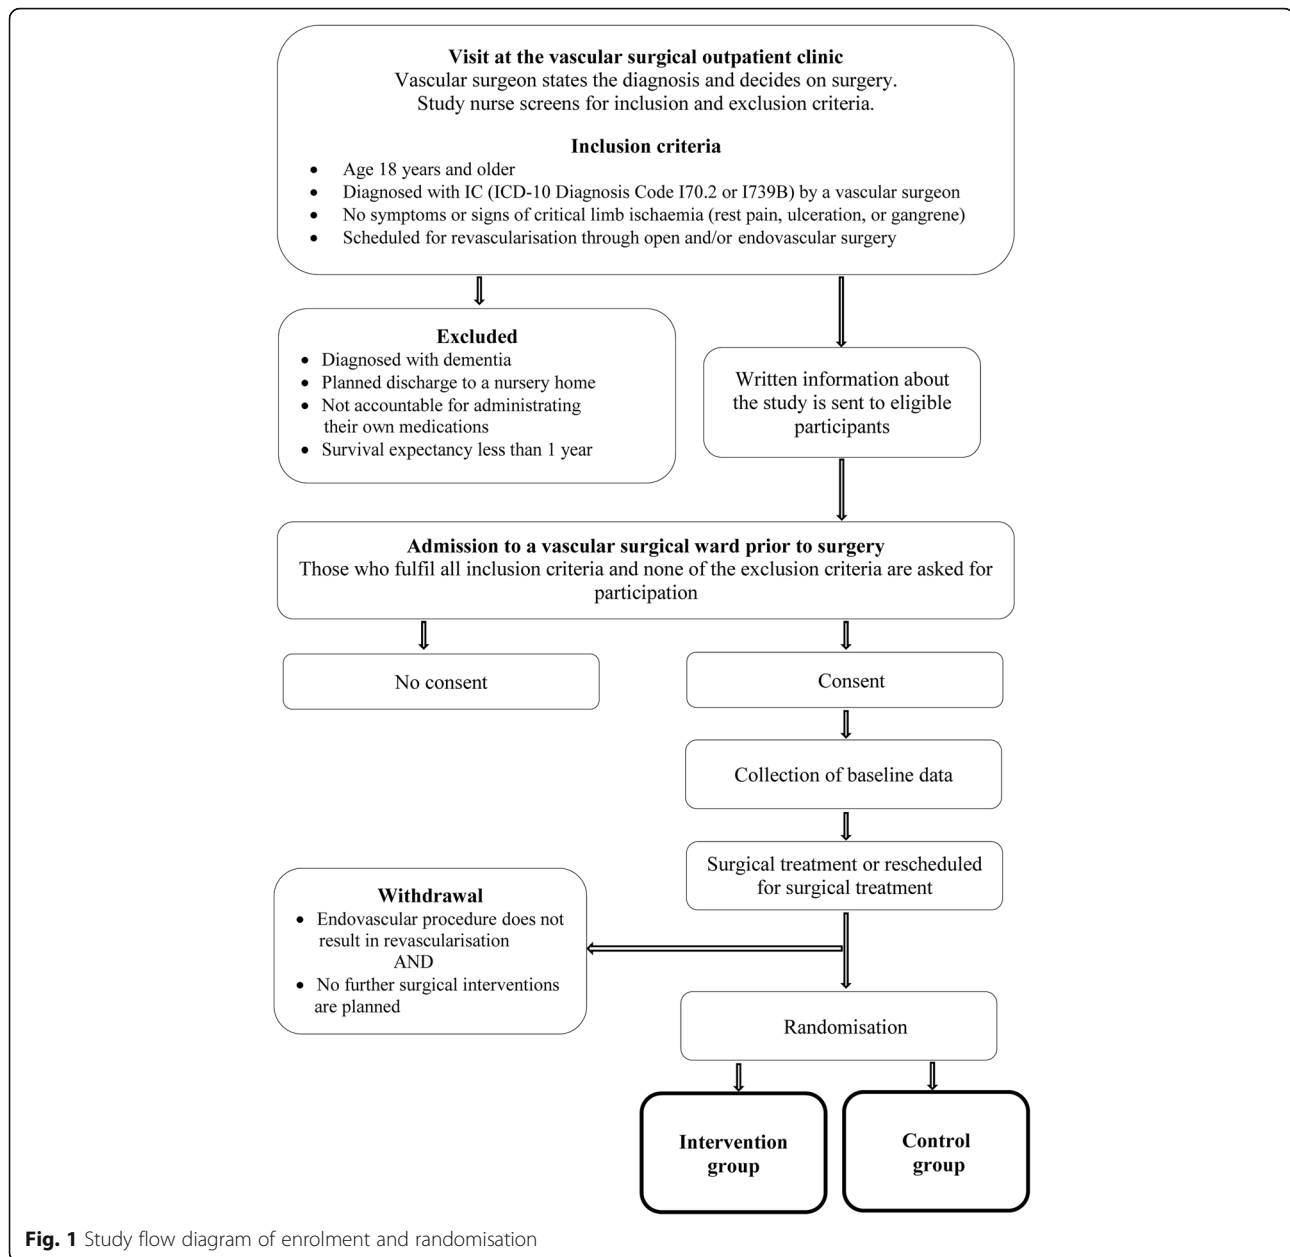 Visit at the vascular surgical outpatient clinic
Vascular surgeon states the diagnosis and decides on surgery.
Study nurse screens for inclusion and exclusion criteria.
Inclusion criteria
• Age 18 years and older
• Diagnosed with IC (ICD-10 Diagnosis Code I70.2 or I739B) by a vascular surgeon
• No symptoms or signs of critical limb ischaemia (rest pain, ulceration, or gangrene)
• Scheduled for revascularisation through open and/or endovascular surgery
Excluded
• Diagnosed with dementia
• Planned discharge to a nursery home
• Not accountable for administrating
their own medications
• Survival expectancy less than 1 year
Written information about
the study is sent to eligible
participants
Admission to a vascular surgical ward prior to surgery
Those who fulfil all inclusion criteria and none of the exclusion criteria are asked for
participation
No consent
Consent
Collection of baseline data
Surgical treatment or rescheduled
for surgical treatment
Withdrawal
• Endovascular procedure does not
result in revascularisation
AND
• No further surgical interventions
are planned
Randomisation
Intervention
group
Control
group
Fig. 1 Study flow diagram of enrolment and randomisation